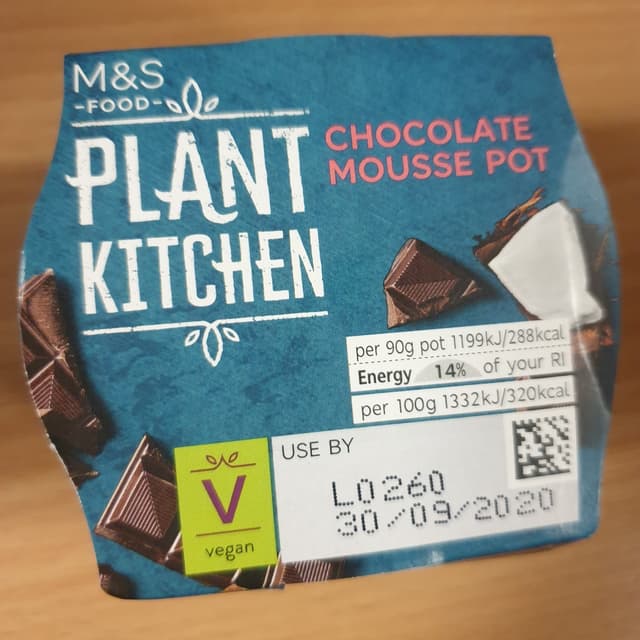 M&S
-FOOD-
PLANT
KITCHEN
CHOCOLATE
MOUSSE POT
per 90g pot 1199kJ/288kcal
Energy 14% of your RI
per 100g 1332kJ/320kcal
USE BY
L0260
30/09/2020
V
vegan